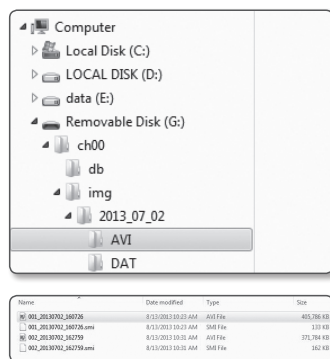 Computer
Local Disk (C:)
LOCAL DISK (D:)
data (E:)
Removable Disk (G:)
ch00
db
img
2013_07_02
AVI
DAT
Name Date modified Type Size
001_20130702_160726 8/13/2013 10:23 AM AVI File 405,786 KB
001_20130702_160726.smi 8/13/2013 10:23 AM SMI File 133 KB
002_20130702_162759 8/13/2013 10:31 AM AVI File 371,784 KB
002_20130702_162759.smi 8/13/2013 10:31 AM SMI File 162 KB